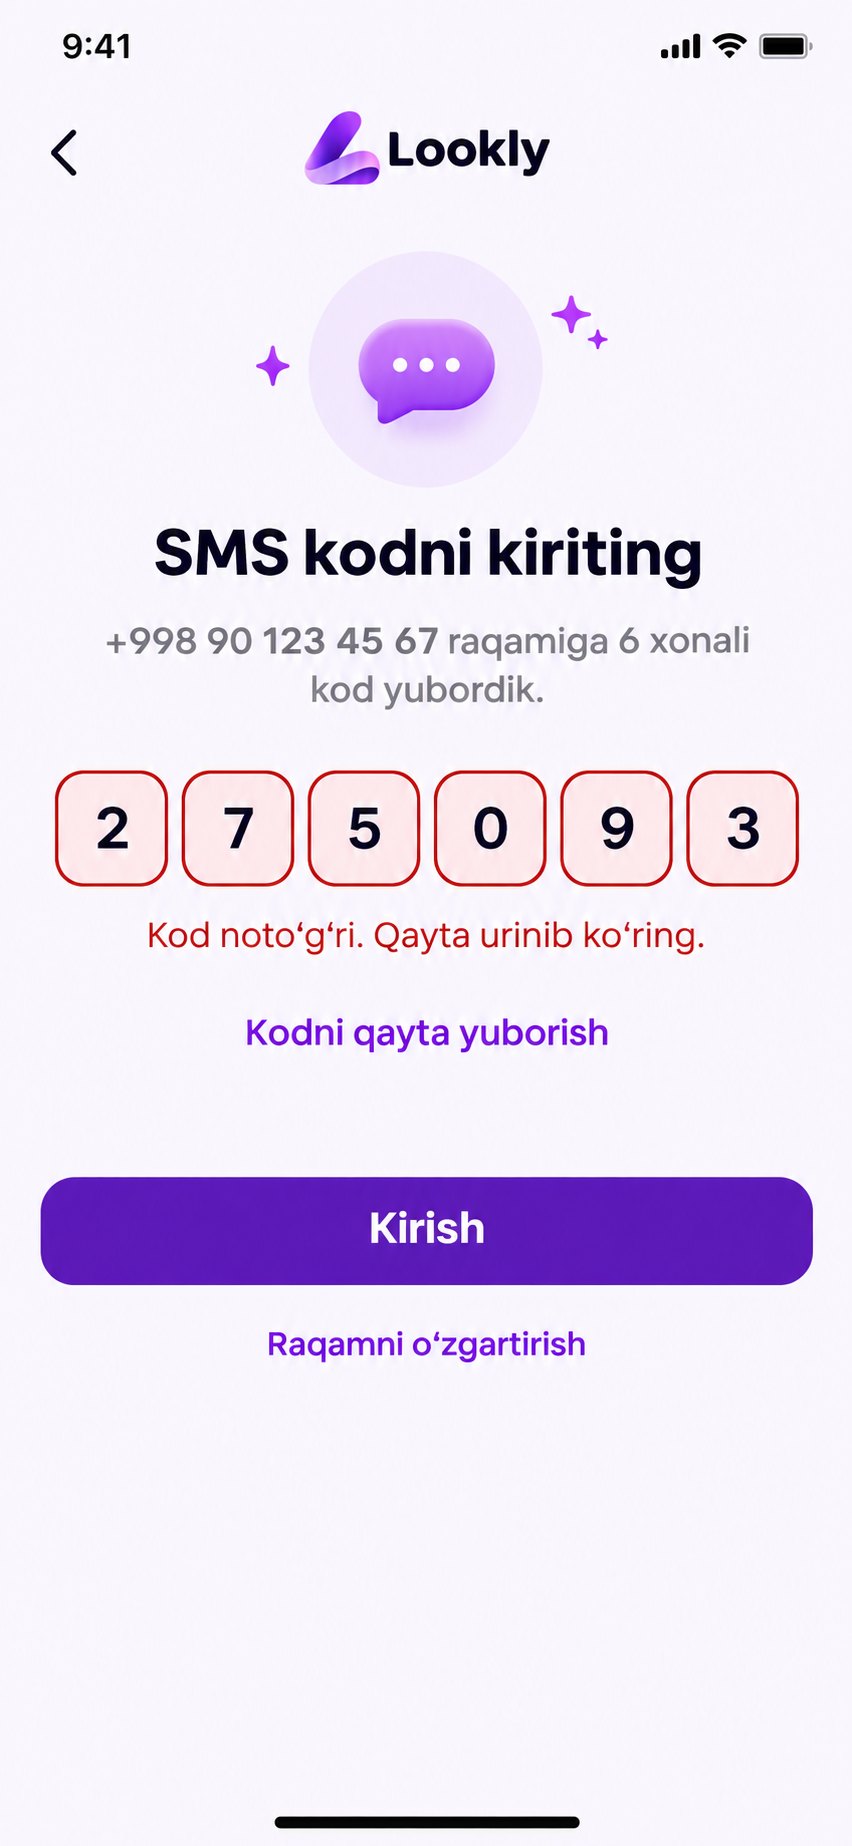 9:41
Lookly
SMS kodni kiriting
+998 90 123 45 67 raqamiga 6 xonali
kod yubordik.
2 7 5 0 9 3
Kod noto‘g‘ri. Qayta urinib ko‘ring.
Kodni qayta yuborish
Kirish
Raqamni o‘zgartirish